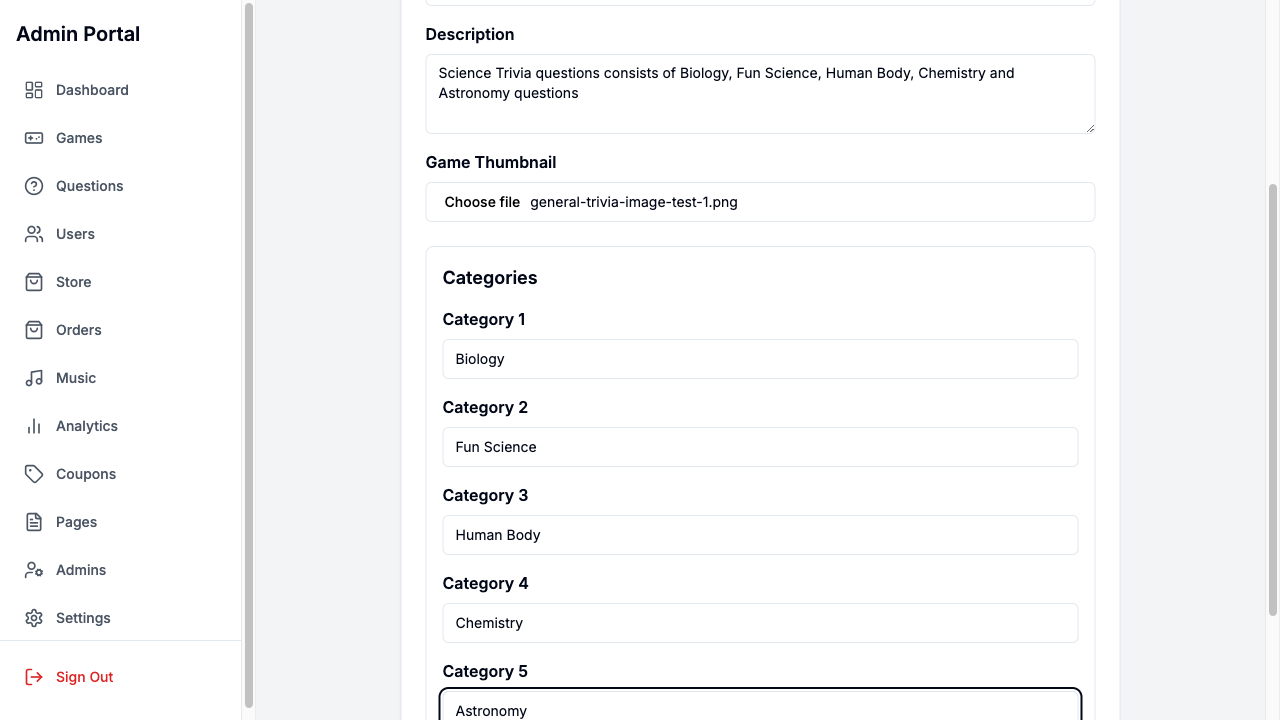 Admin Portal
Dashboard
Games
Questions
Users
Store
Orders
Music
Analytics
Coupons
Pages
Admins
Settings
Sign Out
Description
Science Trivia questions consists of Biology, Fun Science, Human Body, Chemistry and
Astronomy questions
Game Thumbnail
Choose file general-trivia-image-test-1.png
Categories
Category 1
Biology
Category 2
Fun Science
Category 3
Human Body
Category 4
Chemistry
Category 5
Astronomy